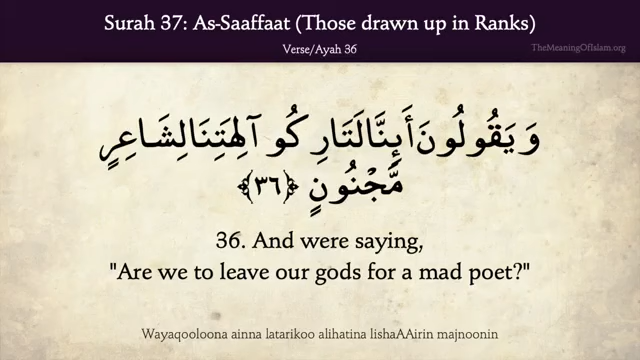 Surah 37: As-Saaffaat (Those drawn up in Ranks)
Verse/Ayah 36
TheMeaningOfIslam.org
وَيَقُولُونَ أَئِنَّا لَتَارِكُو آلِهَتِنَا لِشَاعِرٍ
مَّجْنُونٍ ﴿٣٦﴾
36. And were saying,
"Are we to leave our gods for a mad poet?"
Wayaqooloona ainna latarikoo alihatina lishaAAirin majnoonin